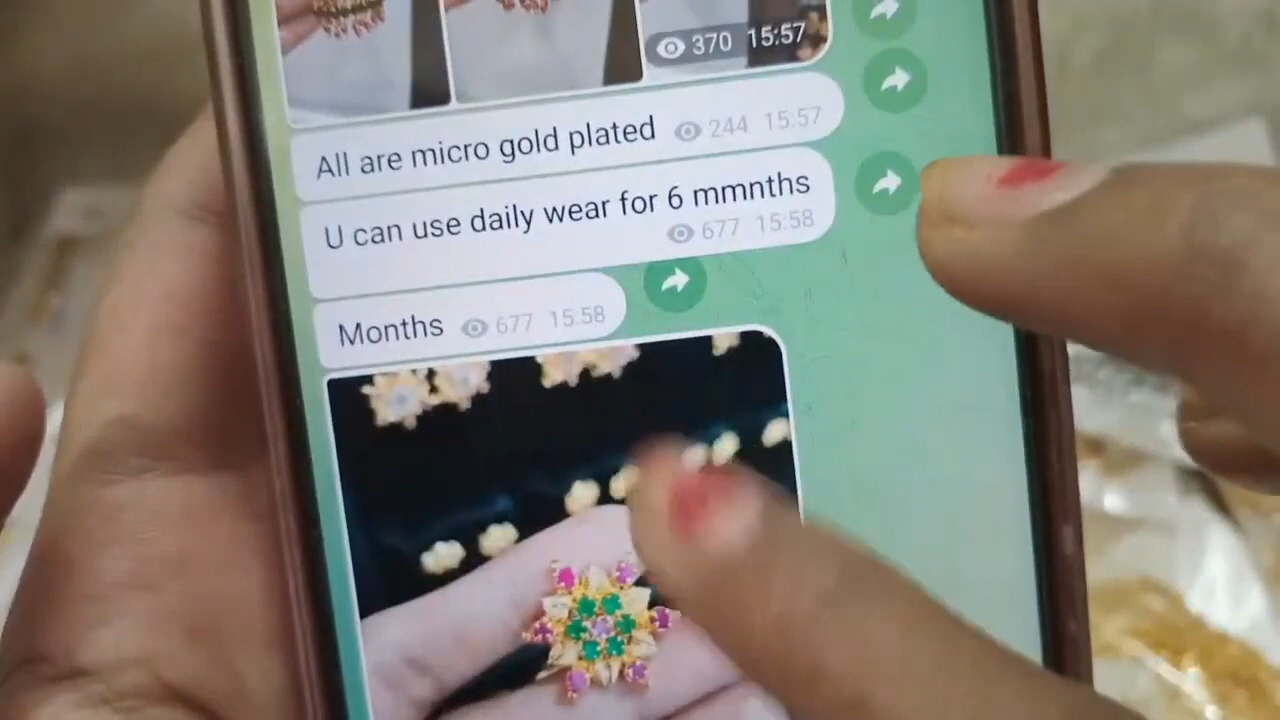 370 15:57
All are micro gold plated 244 15:57
U can use daily wear for 6 mmnths
677 15:58
Months 677 15:58